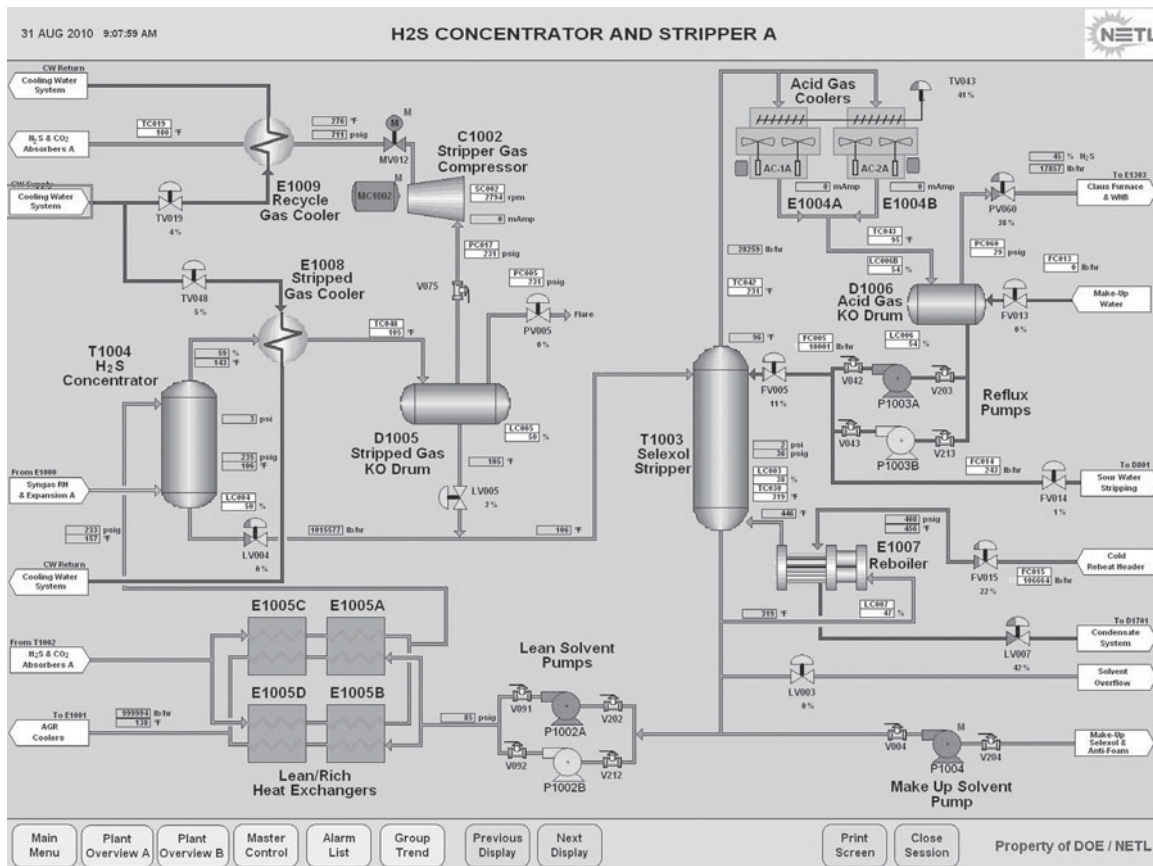 31 AUG 2010 9:07:59 AM
H2S CONCENTRATOR AND STRIPPER A
NETL
CW Return
Cooling Water
System
H2S & CO2
Absorbers A
TC019
100 °F
276 °F
711 psig
M
MV012
C1002
Stripper Gas
Compressor
M
MC1002
SC002
2794 rpm
0 mAmp
E1009
Recycle
Gas Cooler
CW Supply
Cooling Water
System
TV019
4%
TV048
5%
E1008
Stripped
Gas Cooler
PC017
231 psig
V075
PC005
231 psig
Flare
PV005
0%
TC048
105 °F
Acid Gas
Coolers
TV043
41%
AC-1A
AC-2A
0 mAmp
0 mAmp
E1004A
E1004B
45 % H2S
17857 lb/hr
To E1303
Claus Furnace
& WHB
PV060
38%
TC043
95 °F
PC060
29 psig
28259 lb/hr
LC006B
54 %
FC013
0 lb/hr
D1006
Acid Gas
KO Drum
Make-Up
Water
FV013
0%
TC042
231 °F
LC006
54 %
T1004
H2S
Concentrator
59 %
143 °F
3 psi
235 psig
106 °F
LC004
50 %
From E1000
Syngas RH
& Expansion A
233 psig
157 °F
LV004
0%
1015577 lb/hr
D1005
Stripped Gas
KO Drum
LC005
50 %
105 °F
LV005
2%
106 °F
96 °F
FC005
10001 lb/hr
FV005
11%
V042
P1003A
V203
V043
P1003B
V213
Reflux
Pumps
T1003
Selexol
Stripper
2 psi
36 psig
LC003
38 %
TC030
319 °F
446 °F
FC014
243 lb/hr
To D801
Sour Water
Stripping
FV014
1%
408 psig
456 °F
E1007
Reboiler
Cold
Reheat Header
FV015
22%
FC015
106664 lb/hr
319 °F
LC007
47 %
To D1701
Condensate
System
LV007
42%
CW Return
Cooling Water
System
E1005C
E1005A
From T1002
H2S & CO2
Absorbers A
E1005D
E1005B
To E1001
AGR
Coolers
999994 lb/hr
138 °F
Lean/Rich
Heat Exchangers
85 psig
Lean Solvent
Pumps
V091
P1002A
V202
V092
P1002B
V212
LV003
0%
Solvent
Overflow
V004
M
P1004
V204
Make-Up
Selexol &
Anti-Foam
Make Up Solvent
Pump
Main
Menu
Plant
Overview A
Plant
Overview B
Master
Control
Alarm
List
Group
Trend
Previous
Display
Next
Display
Print
Screen
Close
Session
Property of DOE / NETL